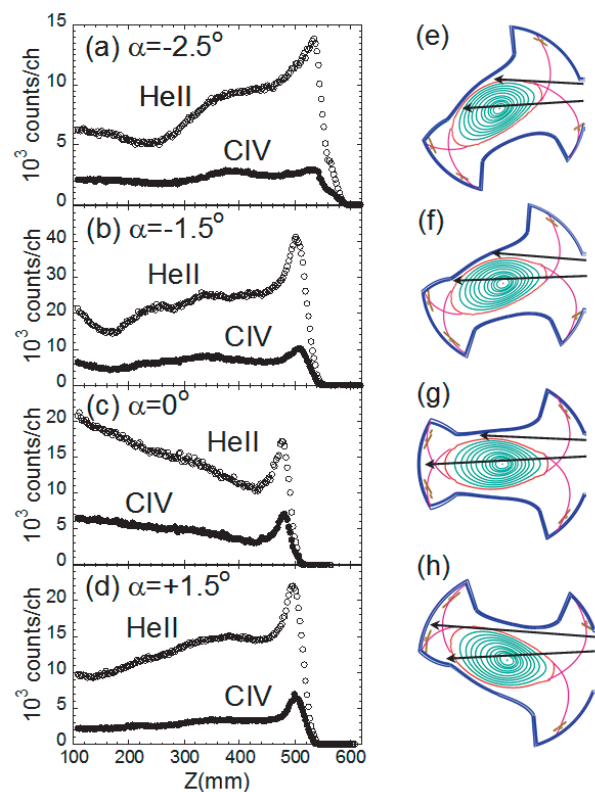 15
(a) α=-2.5°
10
HeII
5
CIV
0
10³ counts/ch
(b) α=-1.5°
40
30
HeII
20
CIV
10
0
10³ counts/ch
(c) α=0°
20
HeII
15
10
CIV
5
0
10³ counts/ch
(d) α=+1.5°
20
HeII
15
10
CIV
5
0
10³ counts/ch
100 200 300 400 500 600
Z(mm)
(e)
(f)
(g)
(h)